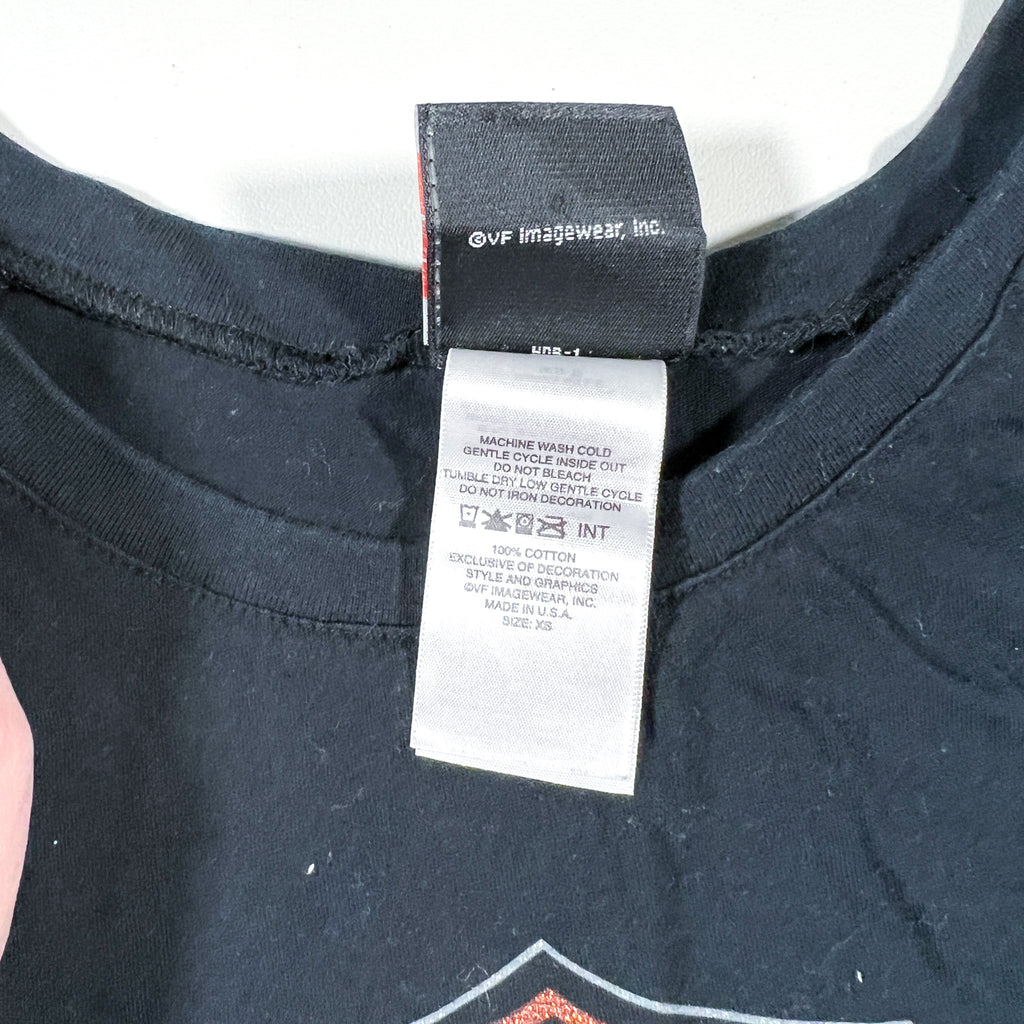 ©VF Imagewear, Inc.
MACHINE WASH COLD
GENTLE CYCLE INSIDE OUT
DO NOT BLEACH
TUMBLE DRY LOW GENTLE CYCLE
DO NOT IRON DECORATION
INT
100% COTTON
EXCLUSIVE OF DECORATION
STYLE AND GRAPHICS
©VF IMAGEWEAR, INC.
MADE IN U.S.A.
SIZE: XS